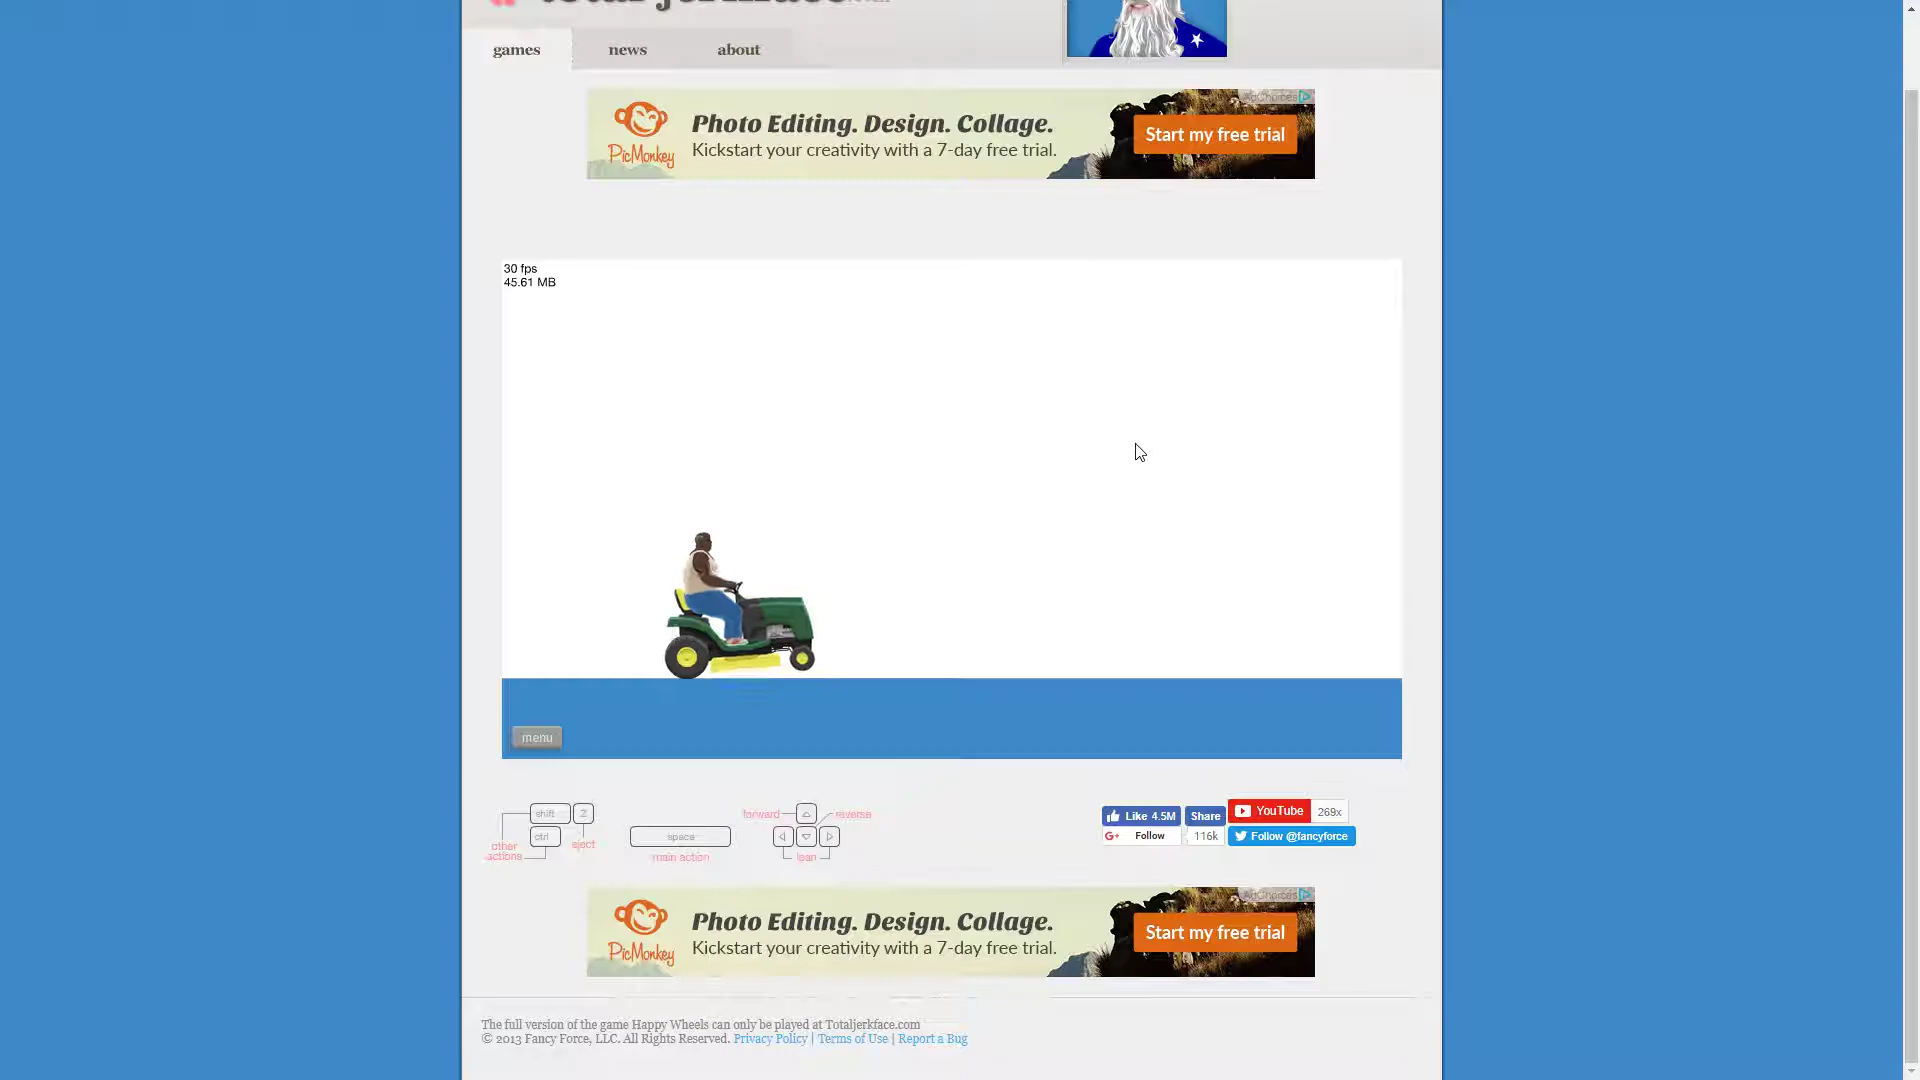 games
news
about
AdChoices
PicMonkey
Photo Editing. Design. Collage.
Kickstart your creativity with a 7-day free trial.
Start my free trial
30 fps
45.61 MB
menu
shift
Z
ctrl
other
actions
eject
space
main action
forward
reverse
lean
Like 4.5M
Share
YouTube
269x
G+
Follow
116k
Follow @fancyforce
AdChoices
PicMonkey
Photo Editing. Design. Collage.
Kickstart your creativity with a 7-day free trial.
Start my free trial
The full version of the game Happy Wheels can only be played at Totaljerkface.com
© 2013 Fancy Force, LLC. All Rights Reserved. Privacy Policy | Terms of Use | Report a Bug